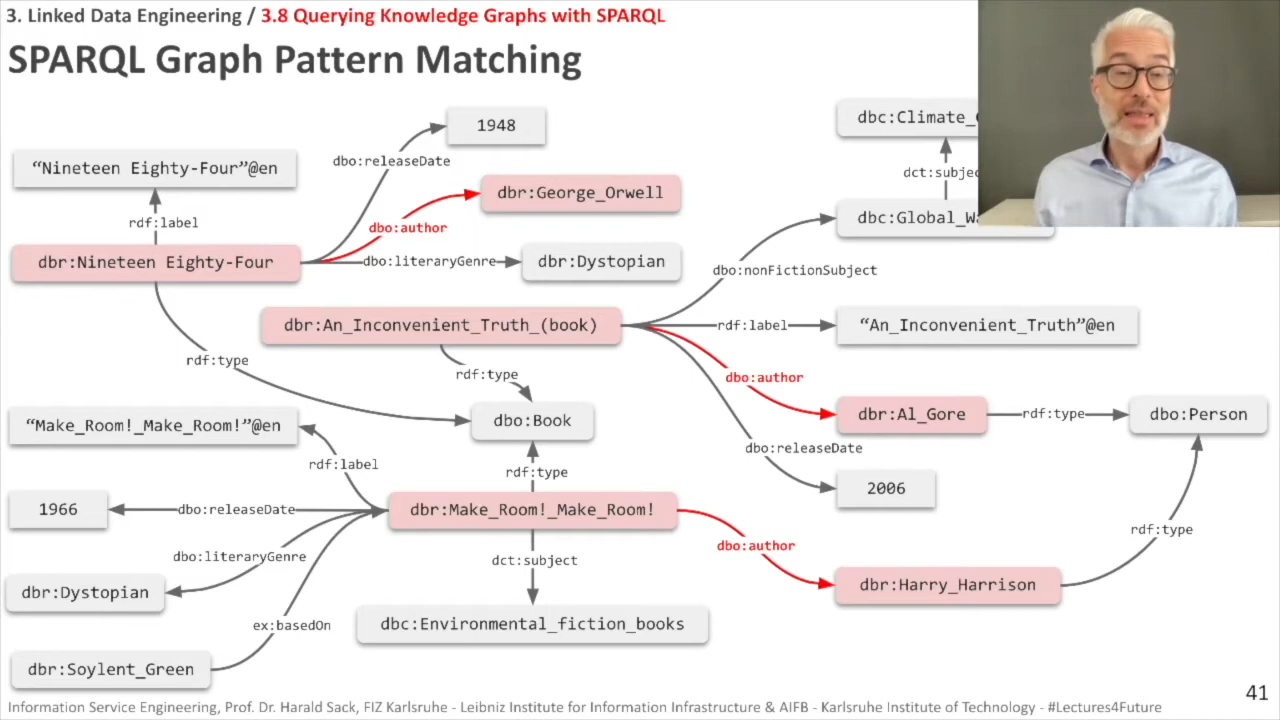 3. Linked Data Engineering / 3.8 Querying Knowledge Graphs with SPARQL
SPARQL Graph Pattern Matching
1948
dbc:Climate_
dbo:releaseDate
“Nineteen Eighty-Four”@en
dct:subjec
dbr:George_Orwell
rdf:label
dbo:author
dbc:Global_W
dbr:Nineteen Eighty-Four
dbo:literaryGenre
dbr:Dystopian
dbo:nonFictionSubject
dbr:An_Inconvenient_Truth_(book)
rdf:label
“An_Inconvenient_Truth”@en
rdf:type
rdf:type
dbo:author
“Make_Room!_Make_Room!”@en
dbo:Book
dbr:Al_Gore
rdf:type
dbo:Person
rdf:label
rdf:type
dbo:releaseDate
2006
1966
dbo:releaseDate
dbr:Make_Room!_Make_Room!
rdf:type
dbo:literaryGenre
dct:subject
dbo:author
dbr:Dystopian
dbr:Harry_Harrison
ex:basedOn
dbc:Environmental_fiction_books
dbr:Soylent_Green
41
Information Service Engineering, Prof. Dr. Harald Sack, FIZ Karlsruhe - Leibniz Institute for Information Infrastructure & AIFB - Karlsruhe Institute of Technology - #Lectures4Future